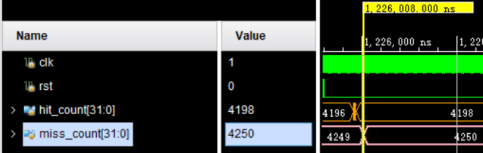 1,226,008.000 ns
Name Value
1,226,000 ns 1,22
clk 1
rst 0
hit_count[31:0] 4198 4196 4198
miss_count[31:0] 4250 4249 4250